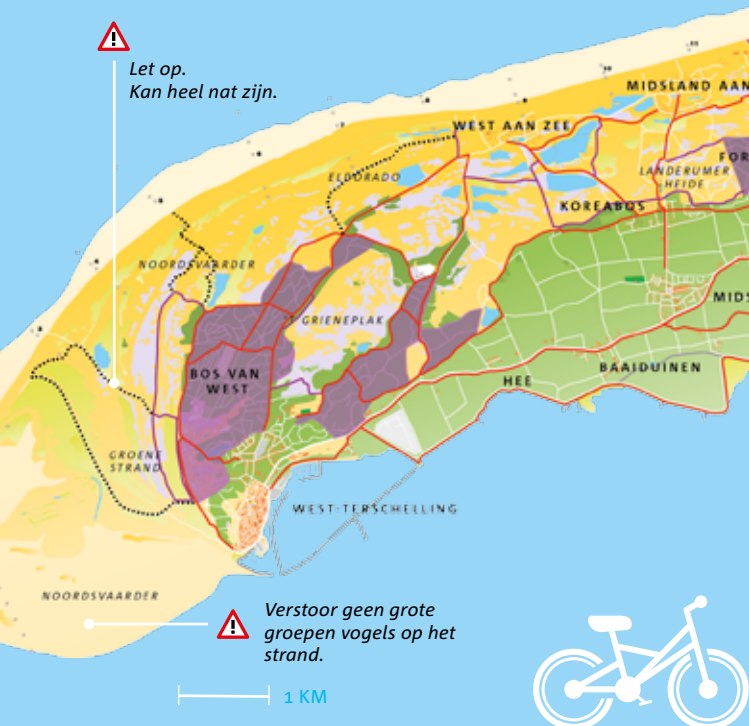 Let op.
Kan heel nat zijn.
MIDSLAND AAN
WEST AAN ZEE
FOR
ELDORADO
LANDERUMER
HEIDE
KOREABOS
NOORDSVAARDER
MIDS
GRIENEPLAK
BOS VAN
WEST
BAAIDUINEN
HEE
GROENE
STRAND
WEST-TERSCHELLING
NOORDSVAARDER
Verstoor geen grote
groepen vogels op het
strand.
1 KM